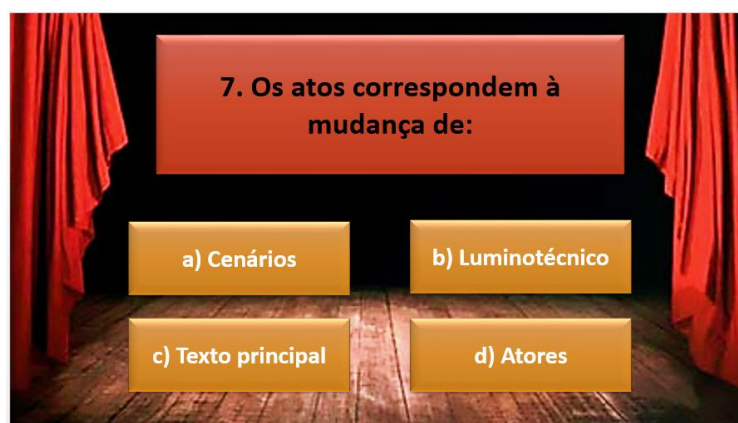 7. Os atos correspondem à
mudança de:
a) Cenários
b) Luminotécnico
c) Texto principal
d) Atores